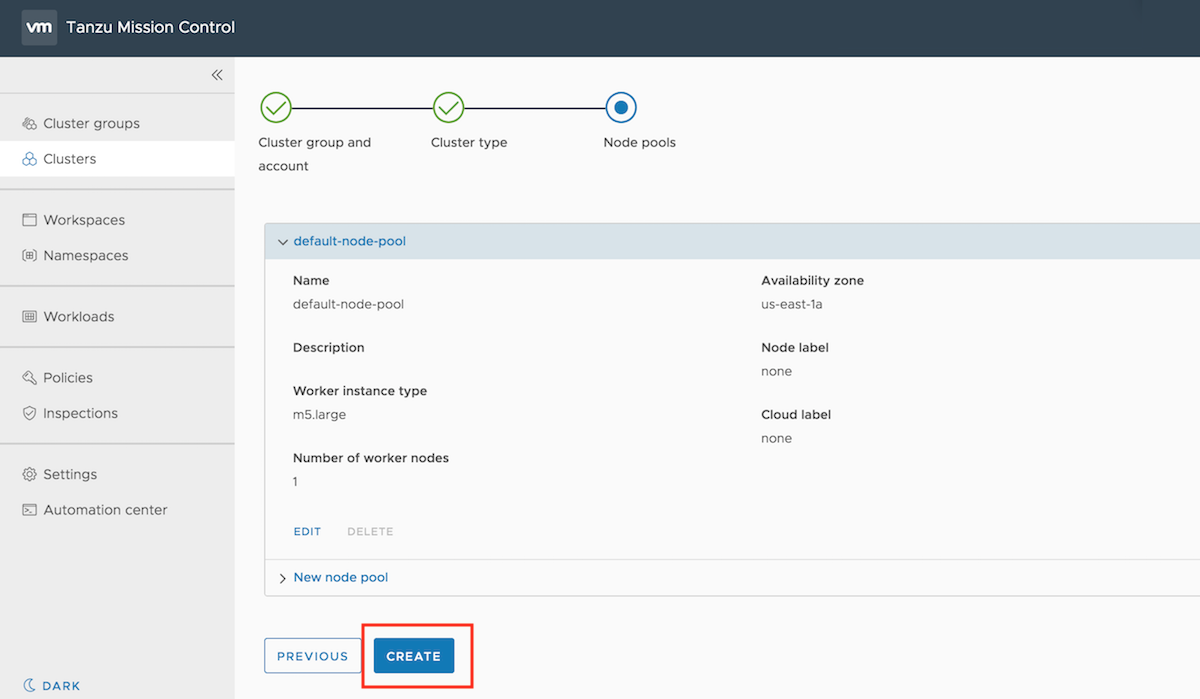 vm Tanzu Mission Control
Cluster groups
Clusters
Workspaces
Namespaces
Workloads
Policies
Inspections
Settings
Automation center
DARK
Cluster group and
account
Cluster type
Node pools
default-node-pool
Name
default-node-pool
Description
Worker instance type
m5.large
Number of worker nodes
1
Availability zone
us-east-1a
Node label
none
Cloud label
none
EDIT DELETE
New node pool
PREVIOUS CREATE